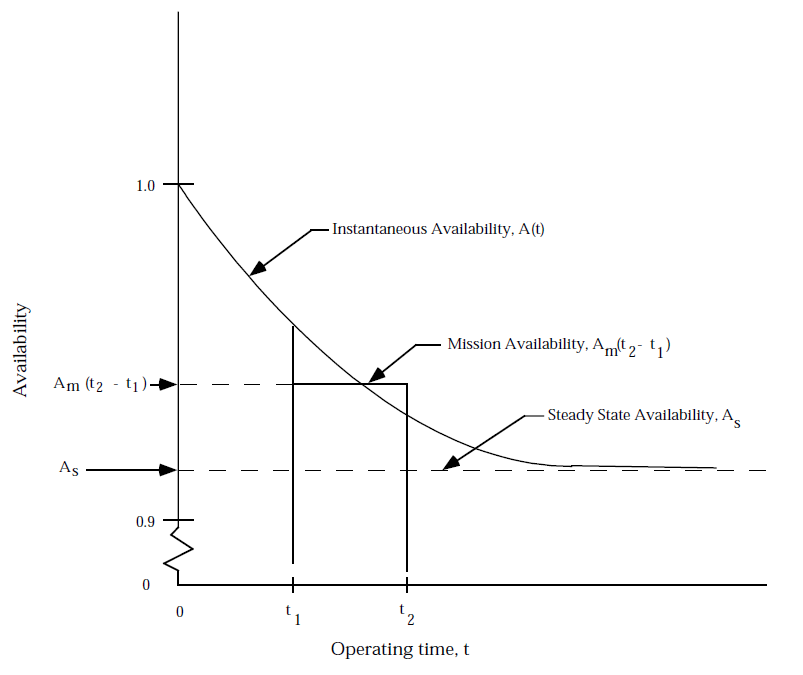 1.0
Instantaneous Availability, A(t)
Availability
Mission Availability, Am(t2- t1)
Am (t2 - t1)
Steady State Availability, As
As
0.9
0
0
t1
t2
Operating time, t